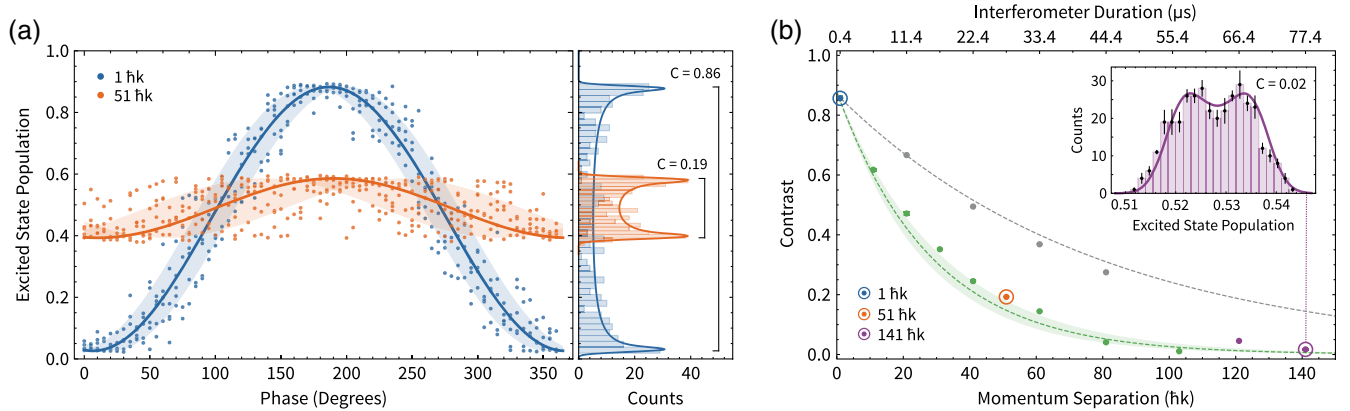 (a)
1.0
0.8
0.6
0.4
0.2
0.0
Excited State Population
1 ħk
51 ħk
0 50 100 150 200 250 300 350
Phase (Degrees)
C = 0.86
C = 0.19
0 20 40
Counts
(b)
Interferometer Duration (μs)
0.4 11.4 22.4 33.4 44.4 55.4 66.4 77.4
1.0
0.8
0.6
0.4
0.2
0.0
Contrast
1 ħk
51 ħk
141 ħk
0 20 40 60 80 100 120 140
Momentum Separation (ħk)
30
20
10
0
Counts
C = 0.02
0.51 0.52 0.53 0.54
Excited State Population